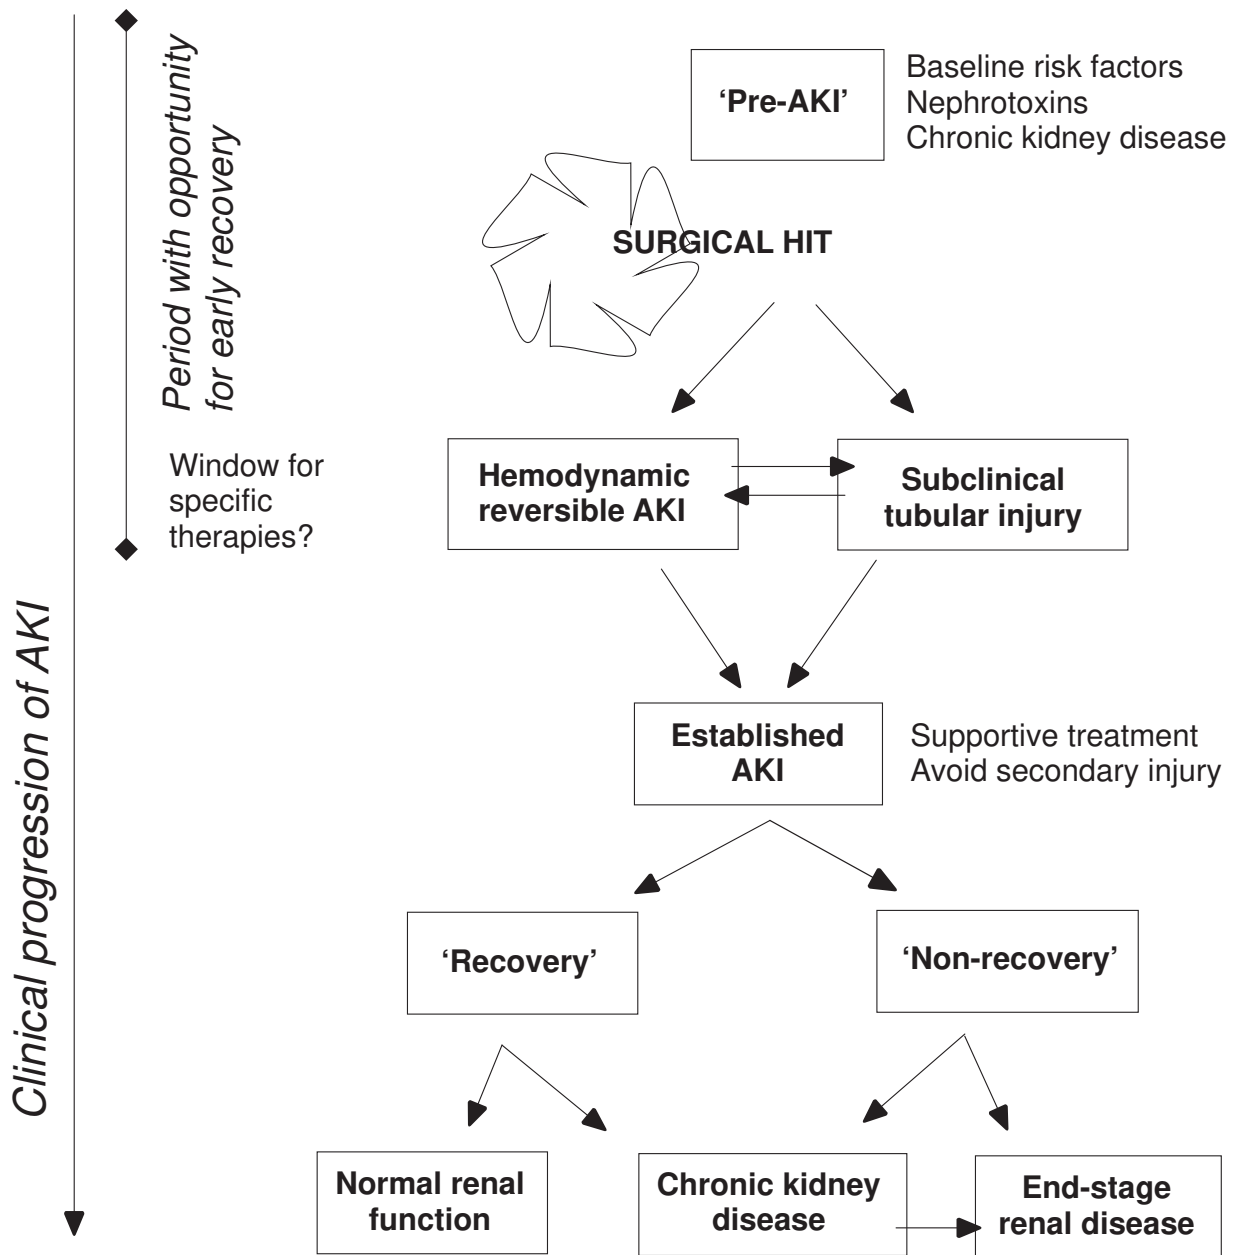 ‘Pre-AKI’
Baseline risk factors
Nephrotoxins
Chronic kidney disease
SURGICAL HIT
Period with opportunity
for early recovery
Window for
specific
therapies?
Hemodynamic
reversible AKI
Subclinical
tubular injury
Clinical progression of AKI
Established
AKI
Supportive treatment
Avoid secondary injury
‘Recovery’
‘Non-recovery’
Normal renal
function
Chronic kidney
disease
End-stage
renal disease